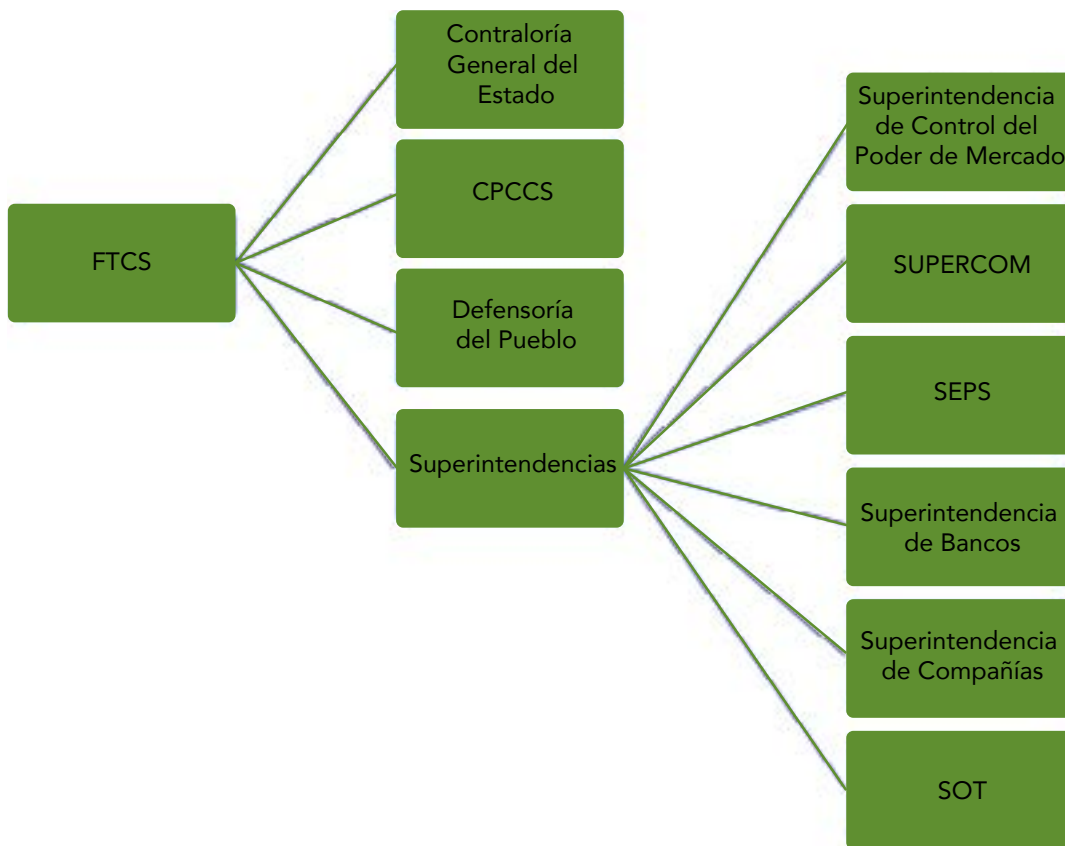 FTCS
Contraloría
General del
Estado
CPCCS
Defensoría
del Pueblo
Superintendencias
Superintendencia
de Control del
Poder de Mercado
SUPERCOM
SEPS
Superintendencia
de Bancos
Superintendencia
de Compañías
SOT